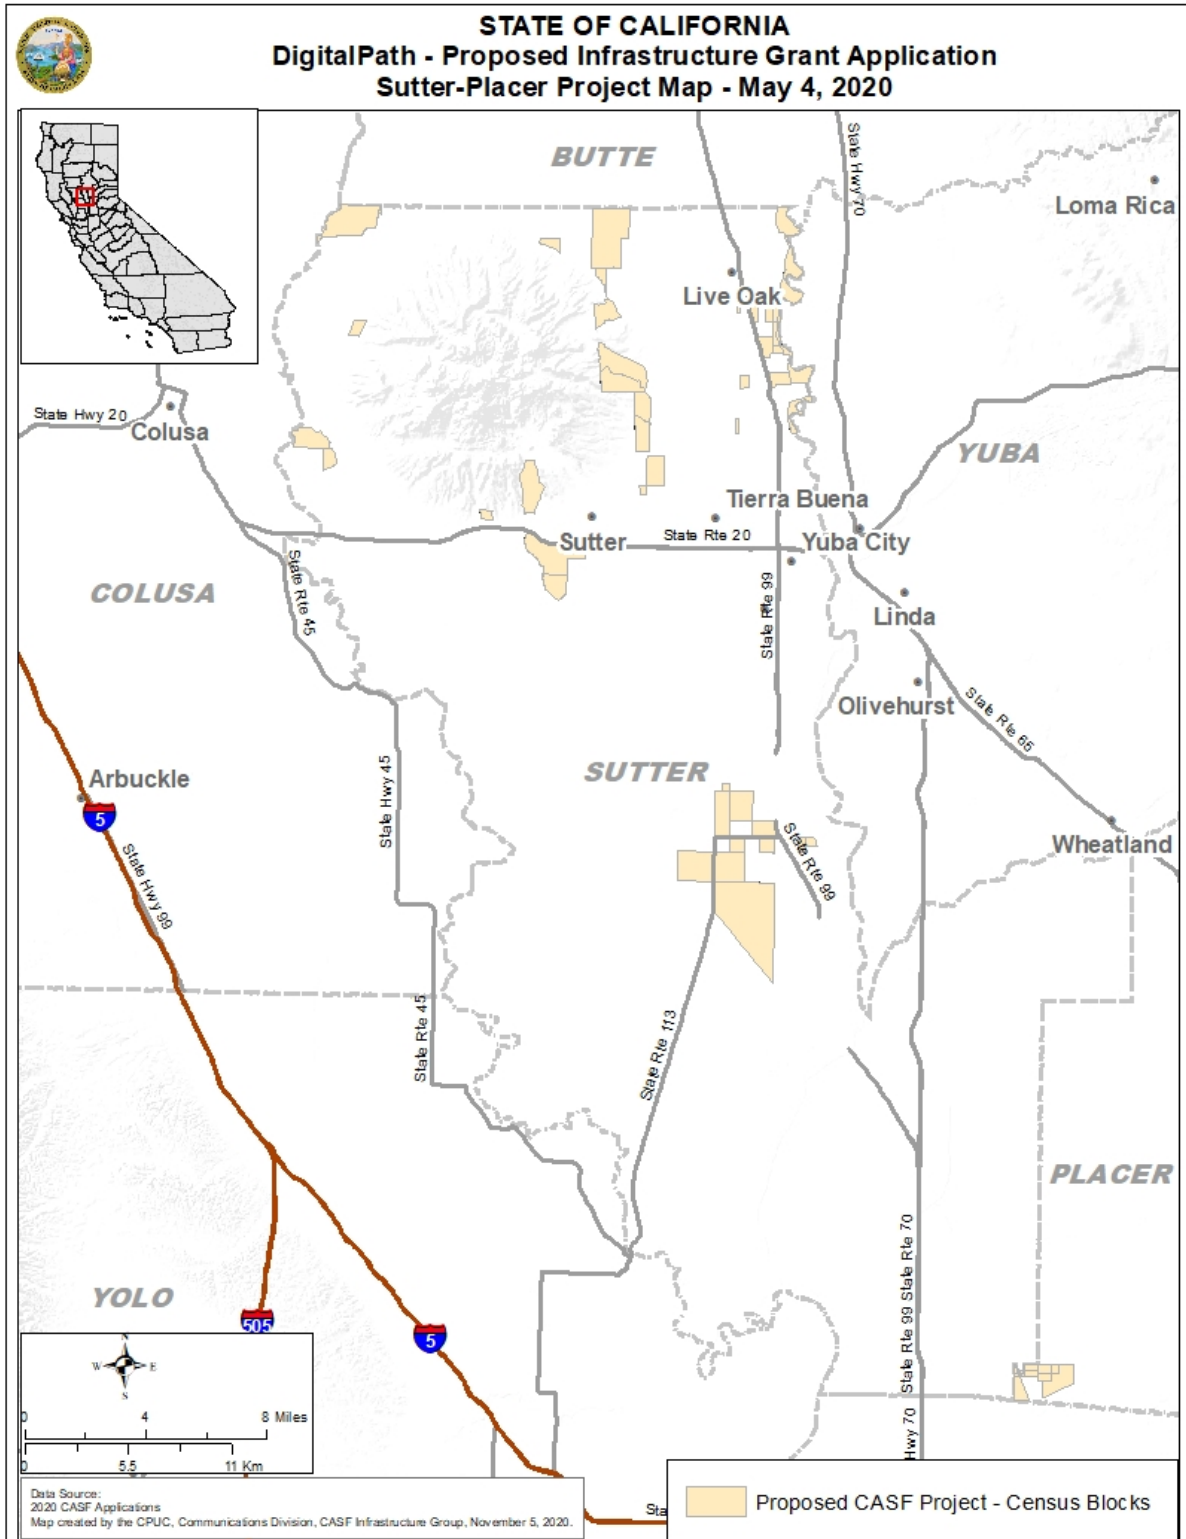 STATE OF CALIFORNIA
DigitalPath - Proposed Infrastructure Grant Application
Sutter-Placer Project Map - May 4, 2020
BUTTE
State Hwy 70
Loma Rica
Live Oak
State Hwy 20
Colusa
YUBA
Tierra Buena
Sutter
State Rte 20
Yuba City
COLUSA
State Rte 45
State Rte 99
Linda
Olivehurst
State Rte 65
SUTTER
Arbuckle
5
State Hwy 45
State Rte 99
Wheatland
State Hwy 99
State Rte 45
State Rte 113
PLACER
YOLO
State Rte 99 State Rte 70
505
5
Hwy 70
N
W E
S
0 4 8 Miles
0 5.5 11 Km
Data Source:
2020 CASF Applications
Map created by the CPUC, Communications Division, CASF Infrastructure Group, November 5, 2020.
Sta
Proposed CASF Project - Census Blocks